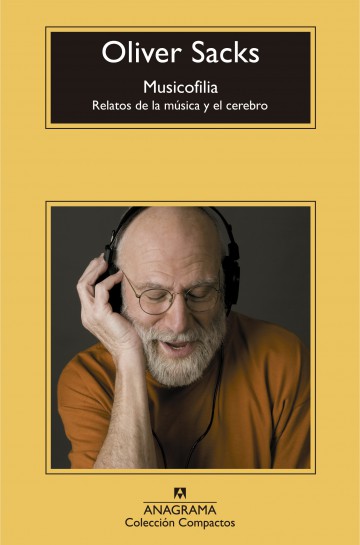 Oliver Sacks
Musicofilia
Relatos de la música y el cerebro
ANAGRAMA
Colección Compactos